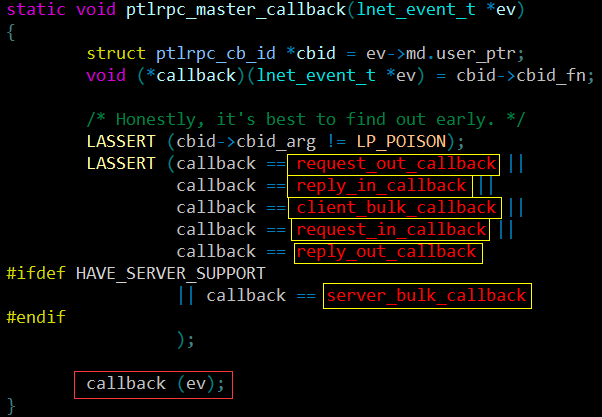 static void ptlrpc_master_callback(lnet_event_t *ev)
{
        struct ptlrpc_cb_id *cbid = ev->md.user_ptr;
        void (*callback)(lnet_event_t *ev) = cbid->cbid_fn;

        /* Honestly, it's best to find out early. */
        LASSERT (cbid->cbid_arg != LP_POISON);
        LASSERT (callback == request_out_callback ||
                 callback == reply_in_callback ||
                 callback == client_bulk_callback ||
                 callback == request_in_callback ||
                 callback == reply_out_callback
#ifdef HAVE_SERVER_SUPPORT
                 || callback == server_bulk_callback
#endif
                 );

        callback (ev);
}